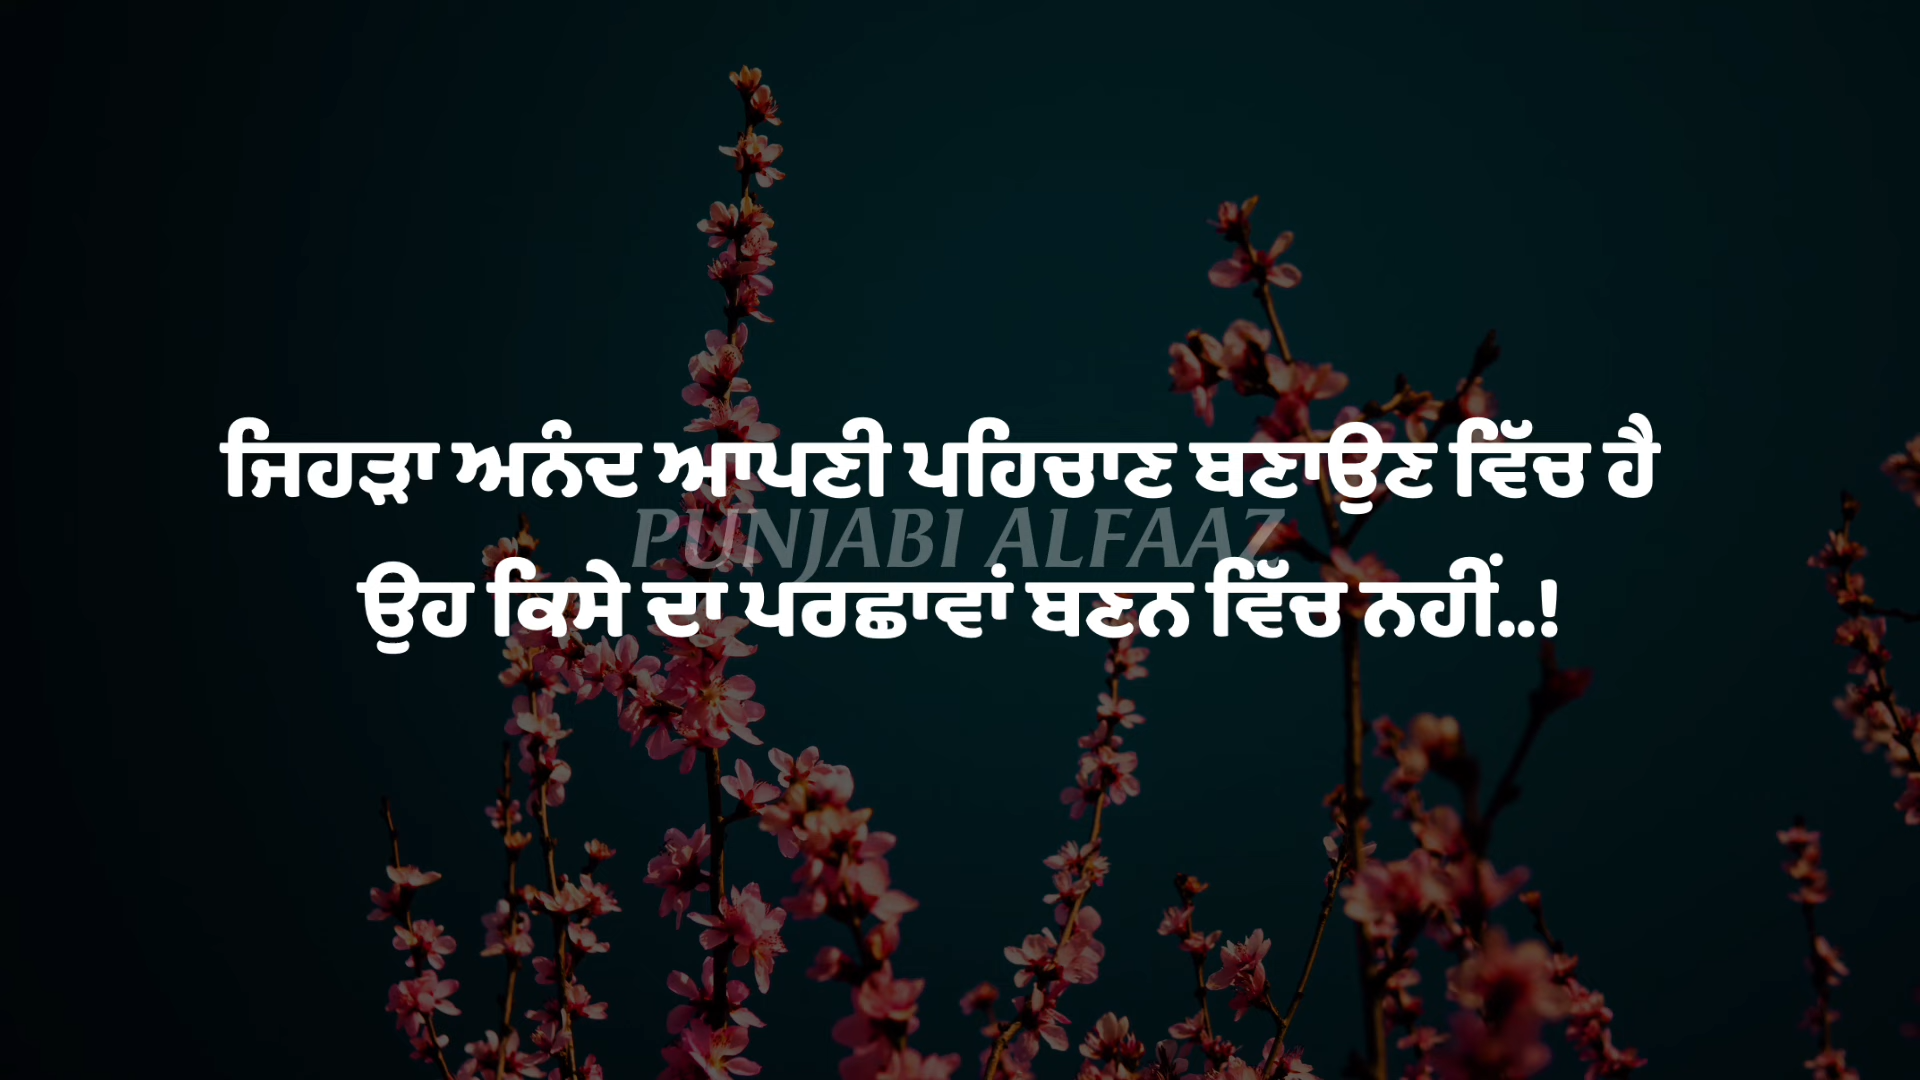 ਜਿਹੜਾ ਅਨੰਦ ਆਪਣੀ ਪਹਿਚਾਣ ਬਣਾਉਣ ਵਿੱਚ ਹੈ
PUNJABI ALFAAZ
ਉਹ ਕਿਸੇ ਦਾ ਪਰਛਾਵਾਂ ਬਣਨ ਵਿੱਚ ਨਹੀਂ..!